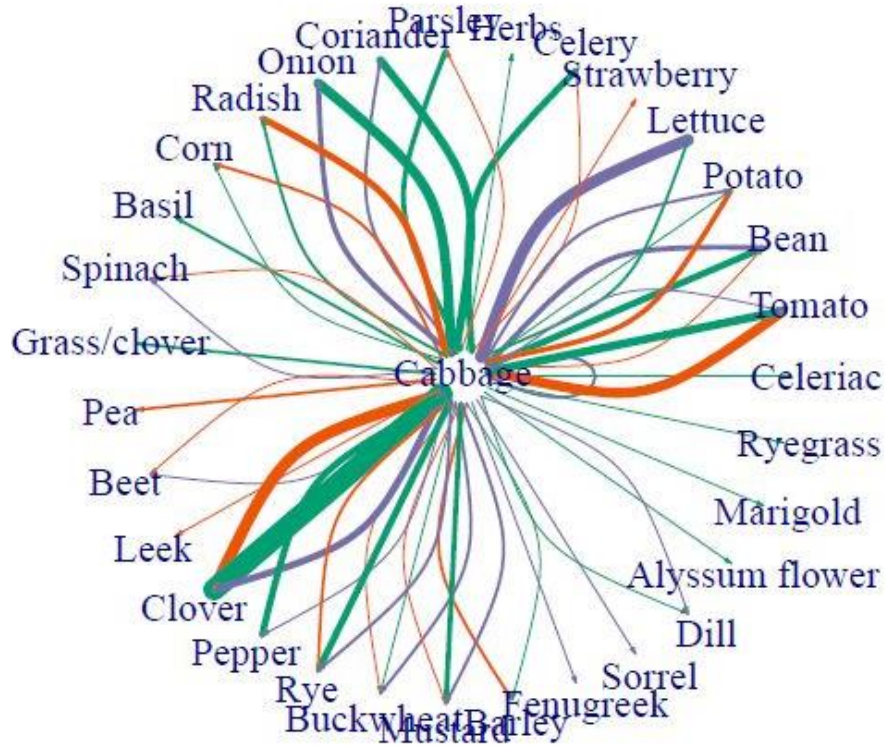 Parsley
Herbs
Coriander
Celery
Onion
Strawberry
Radish
Lettuce
Corn
Potato
Basil
Bean
Spinach
Tomato
Grass/clover
Cabbage
Celeriac
Pea
Ryegrass
Beet
Marigold
Leek
Alyssum flower
Clover
Dill
Pepper
Sorrel
Rye
Fenugreek
Buckwheat
Barley
Mustard